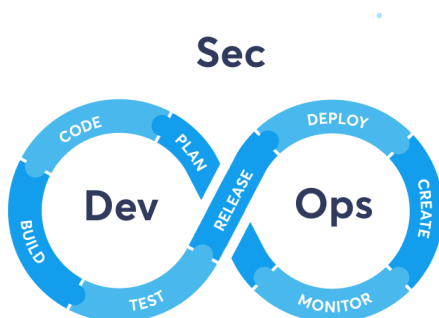 Sec
Dev
Ops
PLAN
CODE
BUILD
TEST
RELEASE
DEPLOY
CREATE
MONITOR